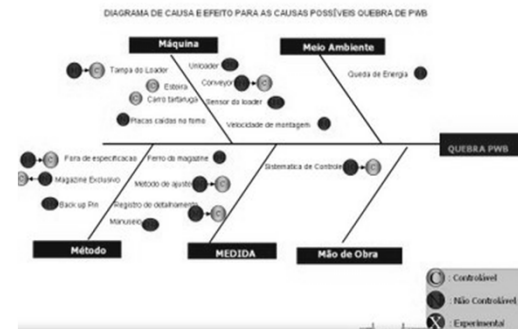 DIAGRAMA DE CAUSA E EFEITO PARA AS CAUSAS POSSÍVEIS QUEBRA DE PWB
Máquina
Meio Ambiente
Tampa do Loader
Esteira
Carro tartaruga
Placas caídas no forno
Unloader
Conveyor
Sensor do loader
Velocidade de montagem
Queda de Energia
QUEBRA PWB
Fora de especificacao
Magazine Exclusivo
Back up Pin
Manuseio
Ferro do magazine
Metodo de ajuste
Registro de detalhamento
Sistematica de Controle
Método
MEDIDA
Mão de Obra
C : Controlável
N : Não Controlável
X : Experimental